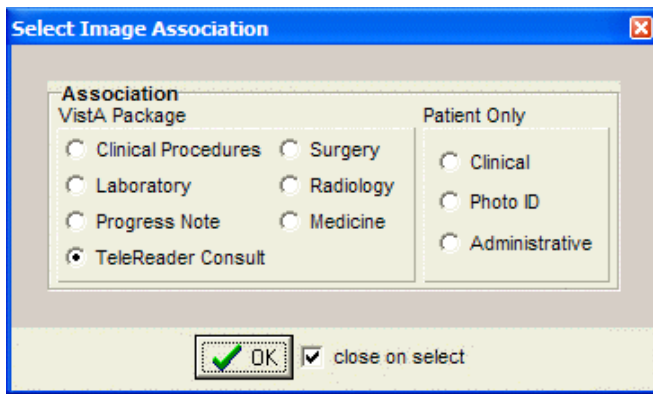 Select Image Association
Association
VistA Package
Patient Only
Clinical Procedures
Surgery
Laboratory
Radiology
Progress Note
Medicine
TeleReader Consult
Clinical
Photo ID
Administrative
OK
close on select